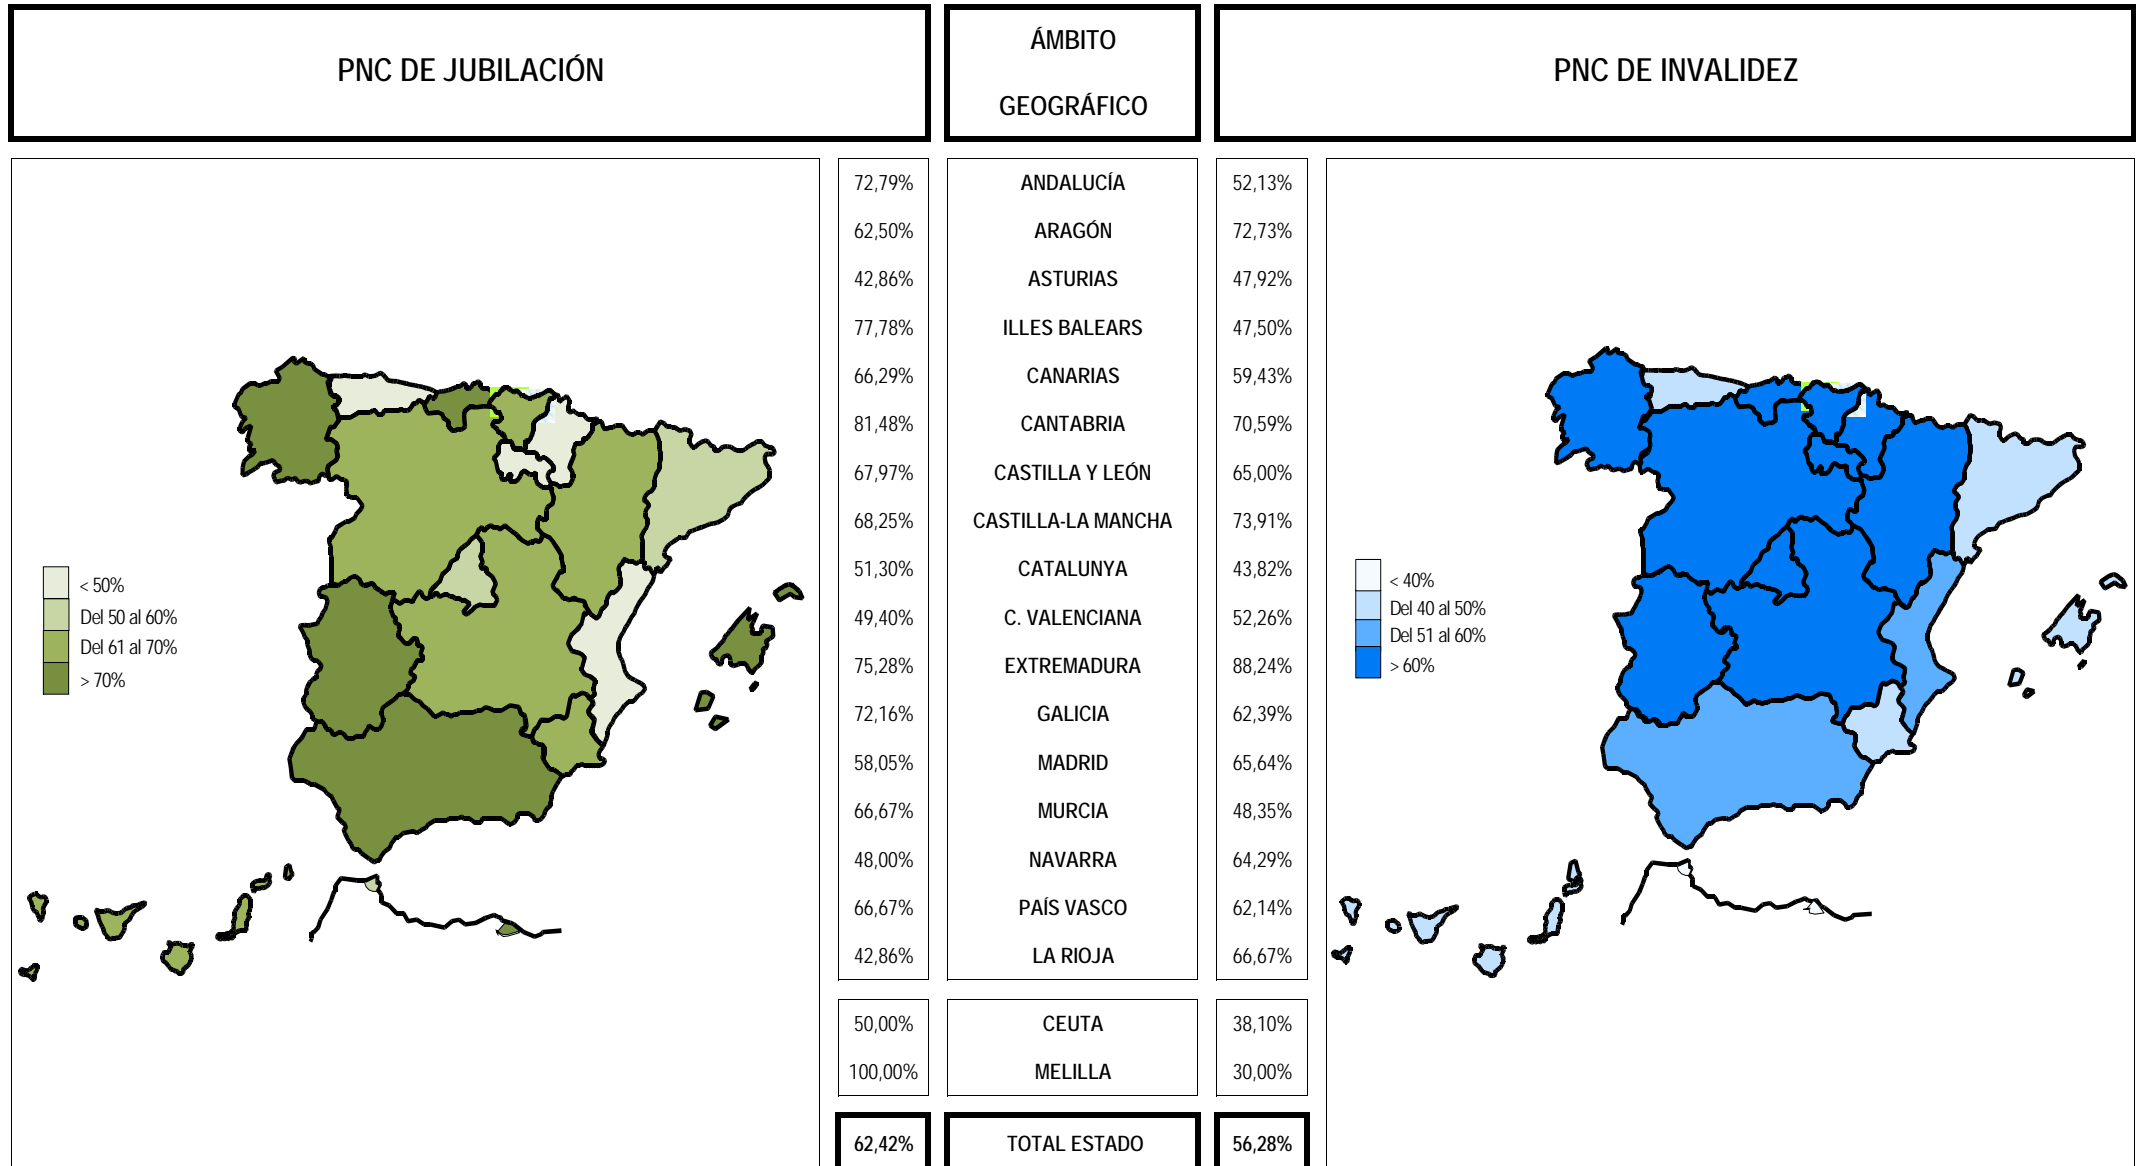 PNC DE JUBILACIÓN
ÁMBITO
GEOGRÁFICO
PNC DE INVALIDEZ
72,79% ANDALUCÍA 52,13%
62,50% ARAGÓN 72,73%
42,86% ASTURIAS 47,92%
77,78% ILLES BALEARS 47,50%
66,29% CANARIAS 59,43%
81,48% CANTABRIA 70,59%
67,97% CASTILLA Y LEÓN 65,00%
68,25% CASTILLA-LA MANCHA 73,91%
51,30% CATALUNYA 43,82%
49,40% C. VALENCIANA 52,26%
75,28% EXTREMADURA 88,24%
72,16% GALICIA 62,39%
58,05% MADRID 65,64%
66,67% MURCIA 48,35%
48,00% NAVARRA 64,29%
66,67% PAÍS VASCO 62,14%
42,86% LA RIOJA 66,67%
50,00% CEUTA 38,10%
100,00% MELILLA 30,00%
62,42% TOTAL ESTADO 56,28%
< 50%
Del 50 al 60%
Del 61 al 70%
> 70%
< 40%
Del 40 al 50%
Del 51 al 60%
> 60%